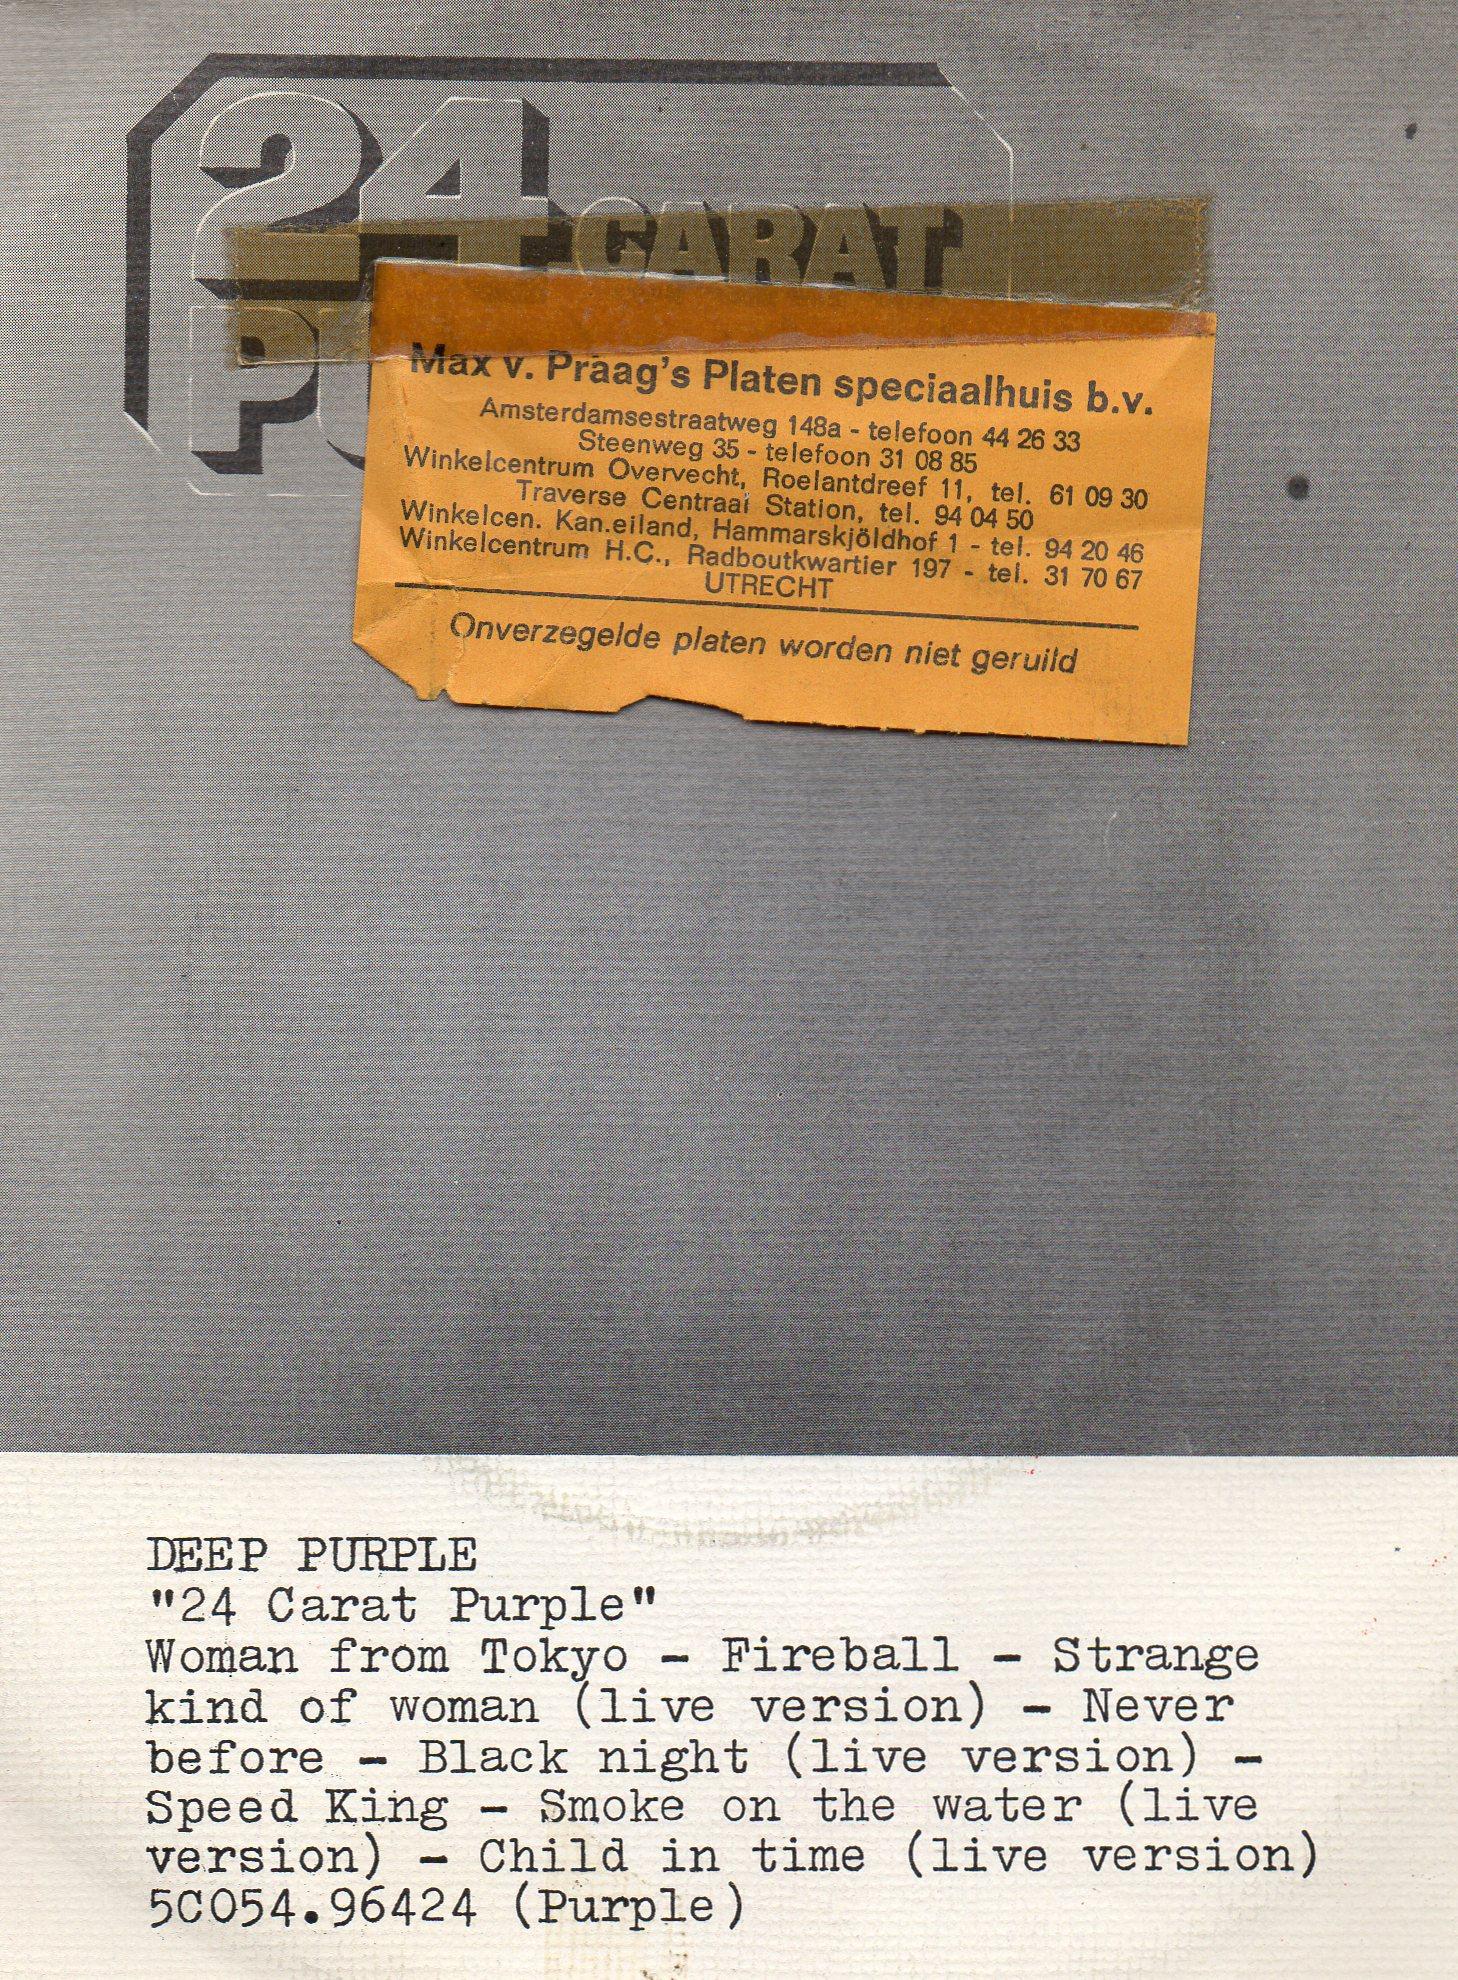 24 CARAT
Max v. Praag's Platen speciaalhuis b.v.
Amsterdamsestraatweg 148a - telefoon 44 26 33
Steenweg 35 - telefoon 31 08 85
Winkelcentrum Overvecht, Roelantdreef 11, tel. 61 09 30
Traverse Centraal Station, tel. 94 04 50
Winkelcen. Kan.eiland, Hammarskjöldhof 1 - tel. 94 20 46
Winkelcentrum H.C., Radboutkwartier 197 - tel. 31 70 67
UTRECHT
Onverzegelde platen worden niet geruild
DEEP PURPLE
"24 Carat Purple"
Woman from Tokyo - Fireball - Strange
kind of woman (live version) - Never
before - Black night (live version) -
Speed King - Smoke on the water (live
version) - Child in time (live version)
5C054.96424 (Purple)